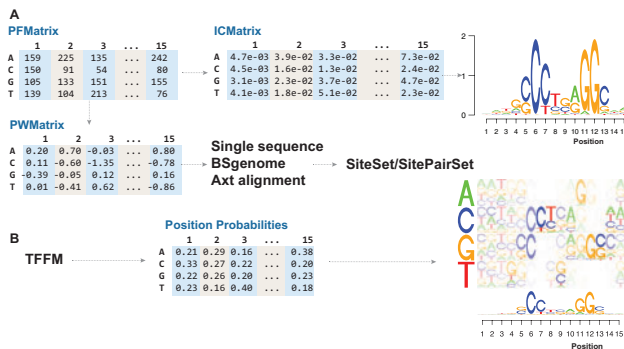 A
PFMatrix
1 2 3 ... 15
A 159 225 135 ... 242
C 150 91 54 ... 80
G 105 133 151 ... 155
T 139 104 213 ... 76
ICMatrix
1 2 3 ... 15
A 4.7e-03 3.9e-02 3.3e-02 ... 7.3e-02
C 4.5e-03 1.6e-02 1.3e-02 ... 2.4e-02
G 3.1e-03 2.3e-02 3.7e-02 ... 4.7e-02
T 4.1e-03 1.8e-02 5.1e-02 ... 2.3e-02
2
1
0
1 2 3 4 5 6 7 8 9 10 11 12 13 14 15
Position
PWMatrix
1 2 3 ... 15
A 0.20 0.70 -0.03 ... 0.80
C 0.11 -0.60 -1.35 ... -0.78
G -0.39 -0.05 0.12 ... 0.16
T 0.01 -0.41 0.62 ... -0.86
Single sequence
BSgenome
Axt alignment
SiteSet/SitePairSet
B
TFFM
Position Probabilities
1 2 3 ... 15
A 0.21 0.29 0.16 ... 0.38
C 0.33 0.27 0.22 ... 0.20
G 0.22 0.26 0.20 ... 0.23
T 0.23 0.16 0.40 ... 0.18
A
C
G
T
1 2 3 4 5 6 7 8 9 10 11 12 13 14 15
Position